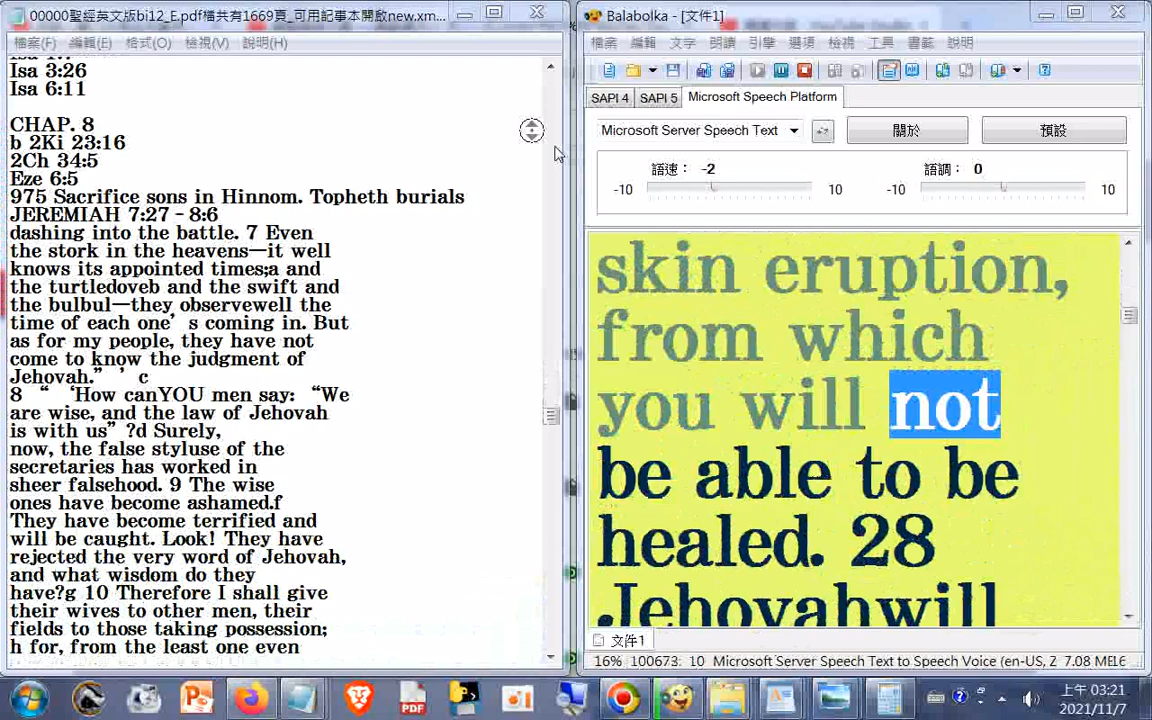 00000聖經英文版bi12_E.pdf檔共有1669頁_可用記事本開啟new.xm...
檔案(F) 編輯(E) 格式(O) 檢視(V) 說明(H)
Isa 3:26
Isa 6:11
CHAP. 8
b 2Ki 23:16
2Ch 34:5
Eze 6:5
975 Sacrifice sons in Hinnom. Topheth burials
JEREMIAH 7:27 – 8:6
dashing into the battle. 7 Even
the stork in the heavens—it well
knows its appointed times;a and
the turtledoveb and the swift and
the bulbul—they observewell the
time of each one’s coming in. But
as for my people, they have not
come to know the judgment of
Jehovah.”’c
8 “‘How canYOU men say: “We
are wise, and the law of Jehovah
is with us”?d Surely,
now, the false styluse of the
secretaries has worked in
sheer falsehood. 9 The wise
ones have become ashamed.f
They have become terrified and
will be caught. Look! They have
rejected the very word of Jehovah,
and what wisdom do they
have?g 10 Therefore I shall give
their wives to other men, their
fields to those taking possession;
h for, from the least one even
Balabolka - [文件1]
檔案 編輯 文字 朗讀 引擎 選項 檢視 工具 書籤 說明
SAPI 4 SAPI 5 Microsoft Speech Platform
Microsoft Server Speech Text 關於 預設
語速: -2 語調: 0
-10 10 -10 10
skin eruption,
from which
you will not
be able to be
healed. 28
Jehovahwill
文件1
16% 100673: 10 Microsoft Server Speech Text to Speech Voice (en-US, Z 7.08 ME
上午 03:21
2021/11/7